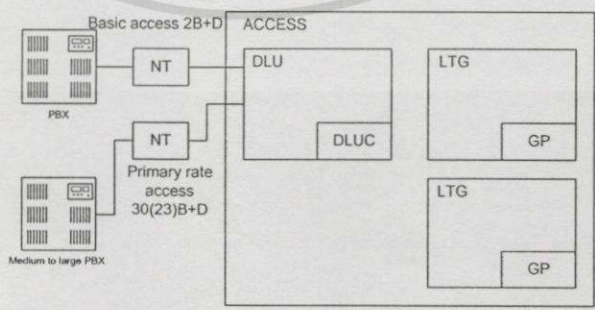 Basic access 2B+D
ACCESS
NT
DLU
LTG
PBX
DLUC
GP
NT
Primary rate
access
30(23)B+D
LTG
Medium to large PBX
GP